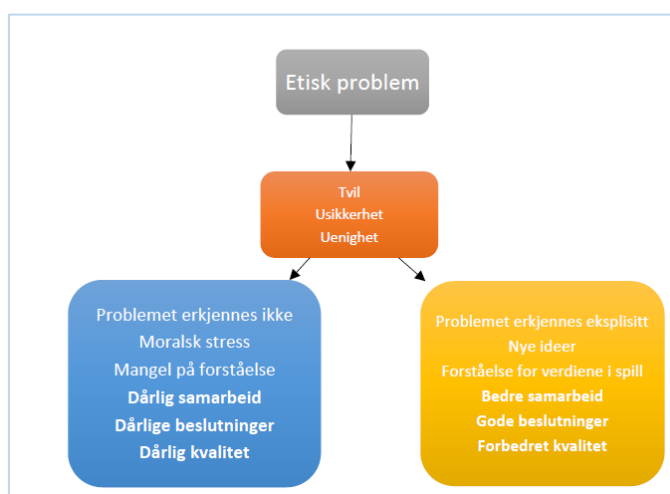 Etisk problem
Tvil
Usikkerhet
Uenighet
Problemet erkjennes ikke
Moralsk stress
Mangel på forståelse
Dårlig samarbeid
Dårlige beslutninger
Dårlig kvalitet
Problemet erkjennes eksplisitt
Nye ideer
Forståelse for verdiene i spill
Bedre samarbeid
Gode beslutninger
Forbedret kvalitet